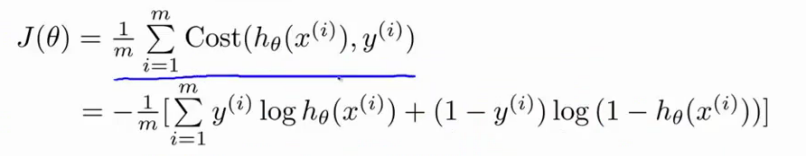 J(θ) = 1/m ∑_{i=1}^{m} Cost(h_θ(x^{(i)}), y^{(i)})
= −1/m [∑_{i=1}^{m} y^{(i)} log h_θ(x^{(i)}) + (1 − y^{(i)}) log (1 − h_θ(x^{(i)}))]